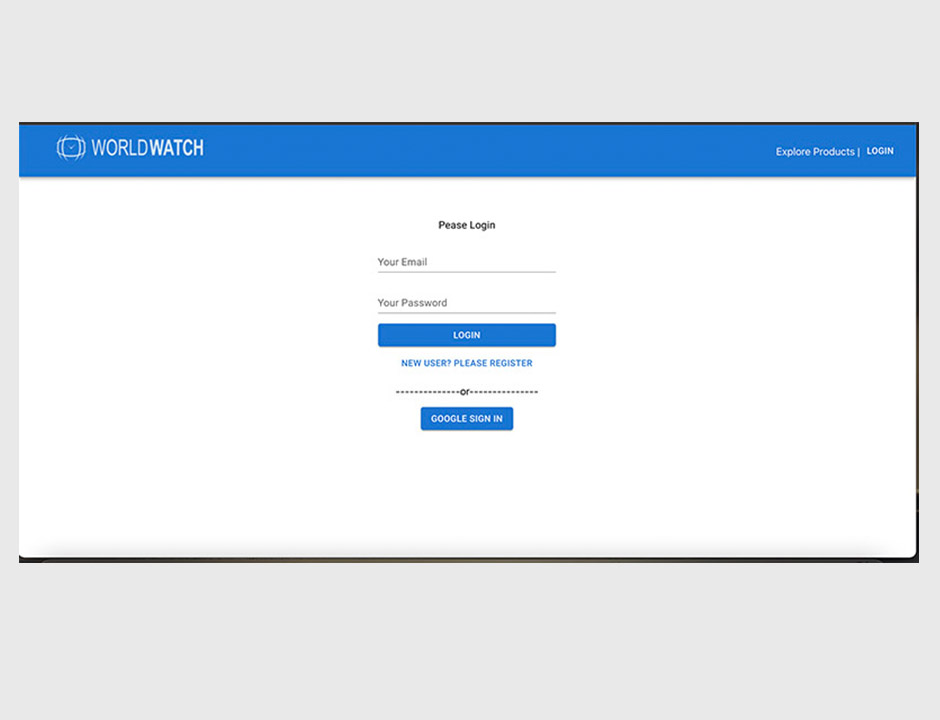 WORLDWATCH
Explore Products | LOGIN
Pease Login
Your Email
Your Password
LOGIN
NEW USER? PLEASE REGISTER
--------------or---------------
GOOGLE SIGN IN